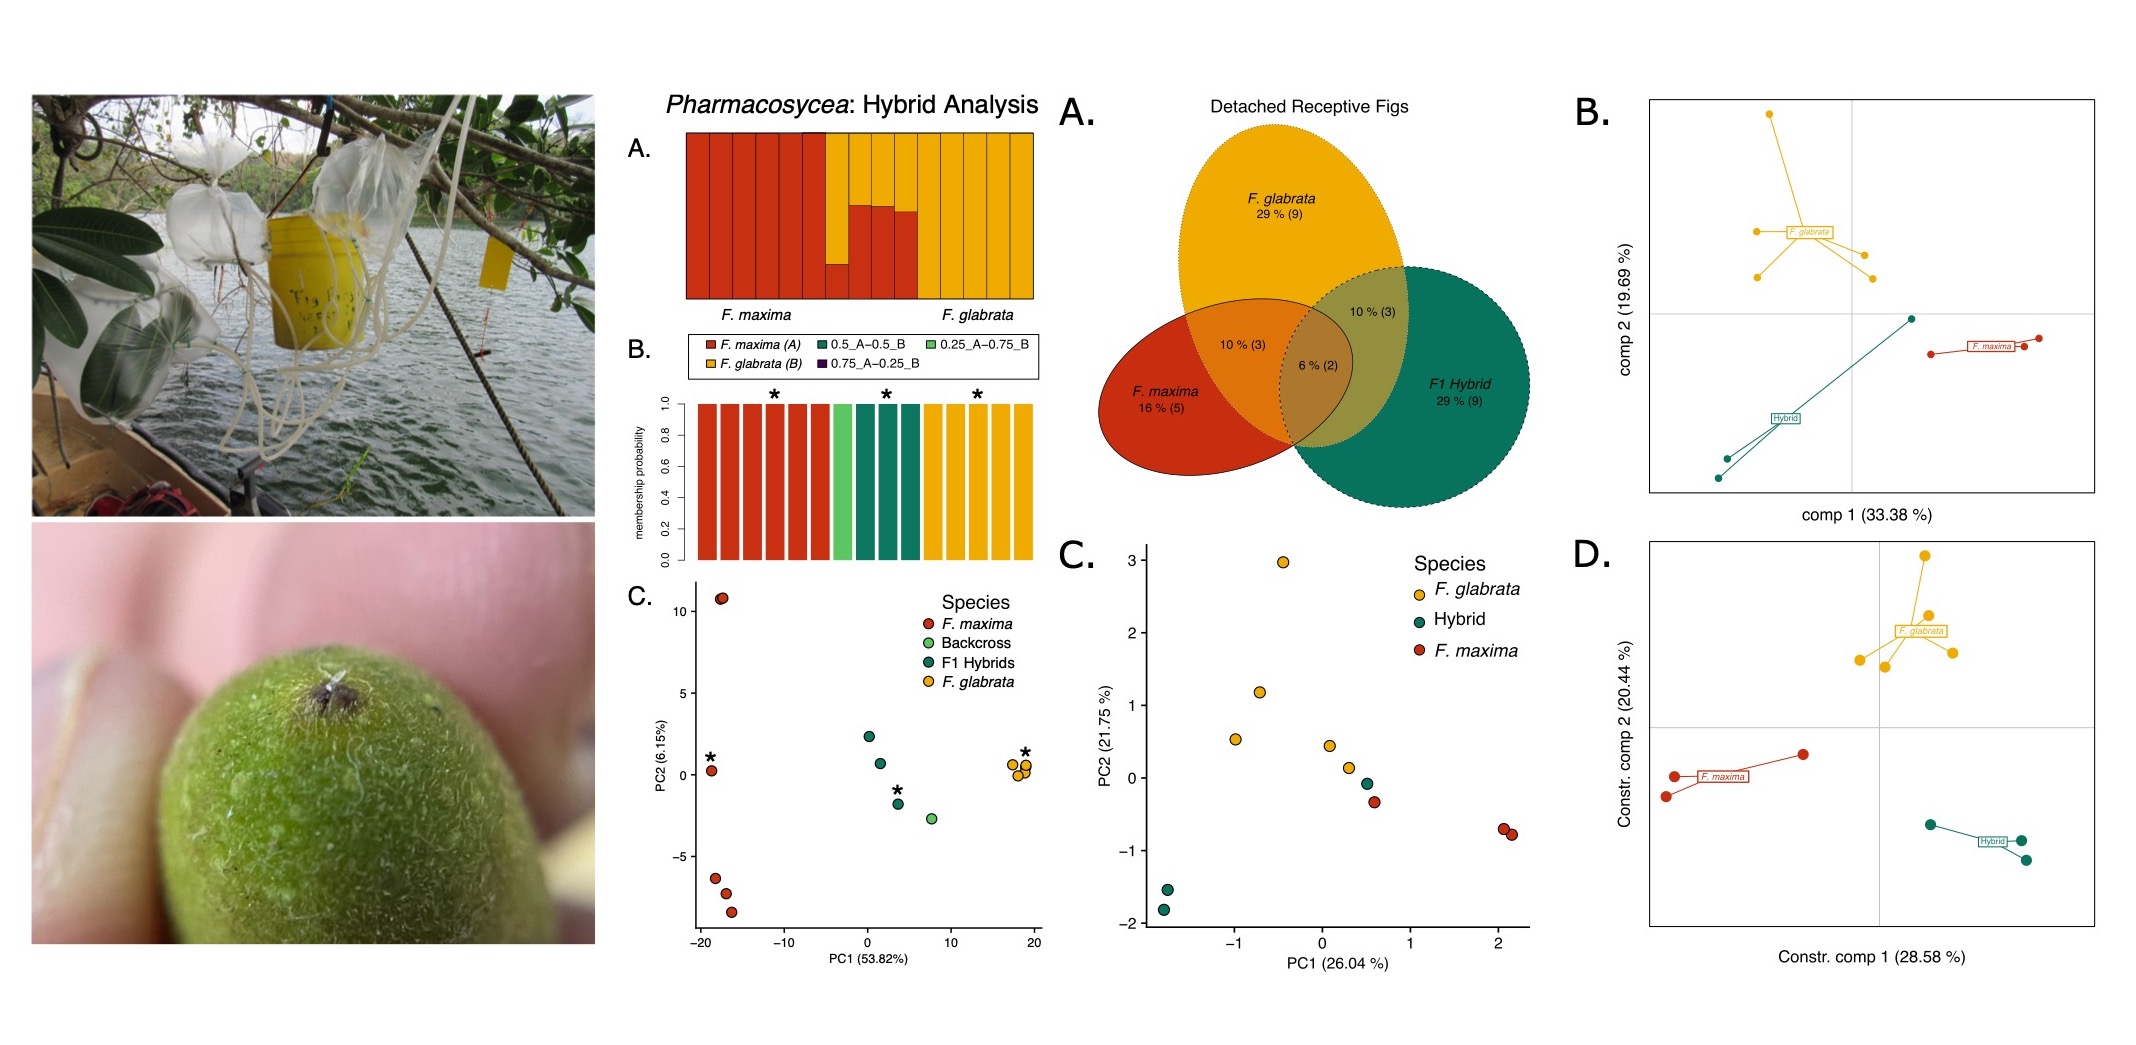 Pharmacosycea: Hybrid Analysis
A.
F. maxima
F. glabrata
B.
F. maxima (A)
0.5_A−0.5_B
0.25_A−0.75_B
F. glabrata (B)
0.75_A−0.25_B
*
*
*
membership probability
1.0
0.8
0.6
0.4
0.2
0.0
C.
Species
F. maxima
Backcross
F1 Hybrids
F. glabrata
*
*
*
PC2 (6.15%)
10
5
0
−5
−20
−10
0
10
20
PC1 (53.82%)
A.
Detached Receptive Figs
F. glabrata
29 % (9)
10 % (3)
10 % (3)
6 % (2)
F. maxima
16 % (5)
F1 Hybrid
29 % (9)
B.
comp 2 (19.69 %)
F. glabrata
F. maxima
Hybrid
comp 1 (33.38 %)
C.
Species
F. glabrata
Hybrid
F. maxima
PC2 (21.75 %)
3
2
1
0
−1
−2
−1
0
1
2
PC1 (26.04 %)
D.
Constr. comp 2 (20.44 %)
F. glabrata
F. maxima
Hybrid
Constr. comp 1 (28.58 %)